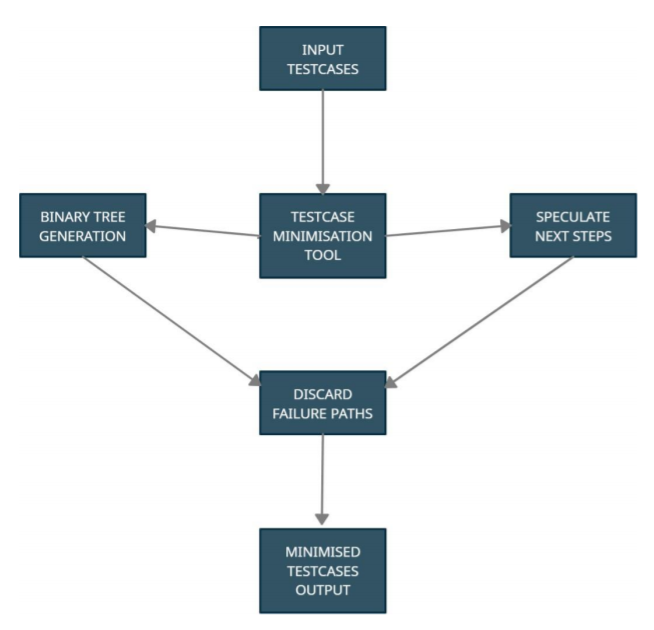 INPUT
TESTCASES
BINARY TREE
GENERATION
TESTCASE
MINIMISATION
TOOL
SPECULATE
NEXT STEPS
DISCARD
FAILURE PATHS
MINIMISED
TESTCASES
OUTPUT